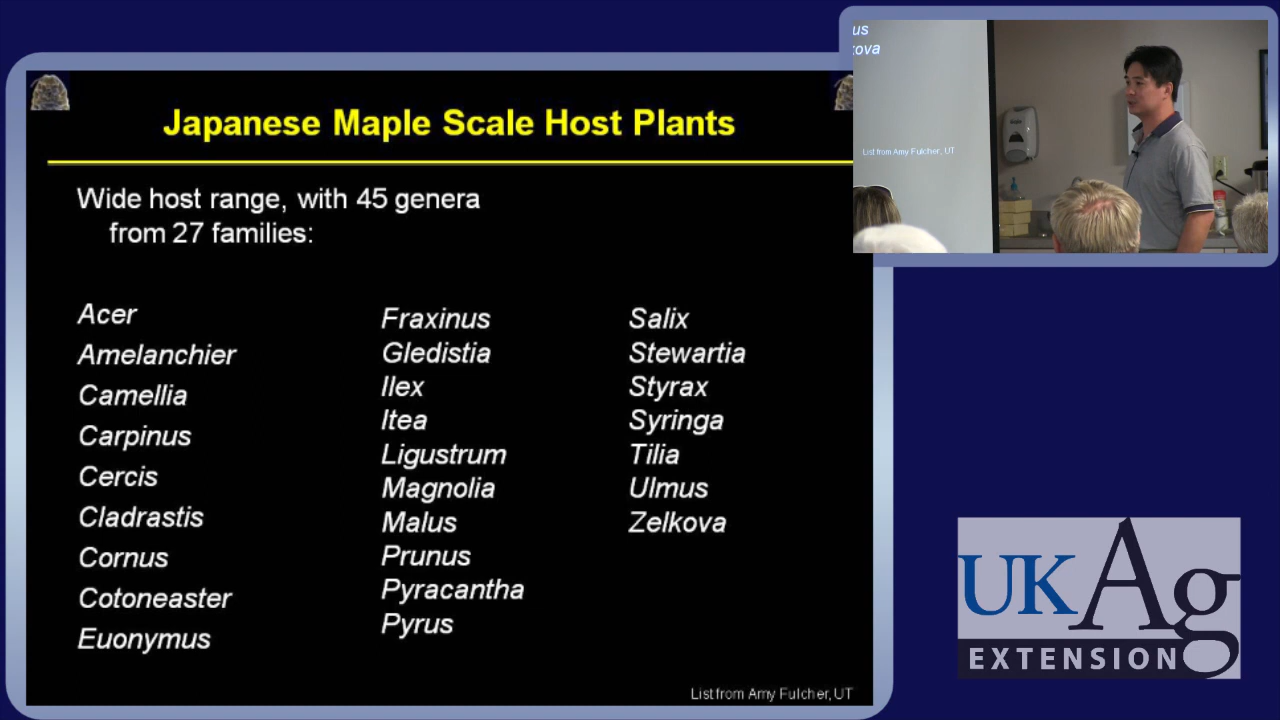 Japanese Maple Scale Host Plants
Wide host range, with 45 genera
from 27 families:
Acer
Amelanchier
Camellia
Carpinus
Cercis
Cladrastis
Cornus
Cotoneaster
Euonymus
Fraxinus
Gledistia
Ilex
Itea
Ligustrum
Magnolia
Malus
Prunus
Pyracantha
Pyrus
Salix
Stewartia
Styrax
Syringa
Tilia
Ulmus
Zelkova
List from Amy Fulcher, UT
us
kova
List from Amy Fulcher, UT
UKAg
EXTENSION